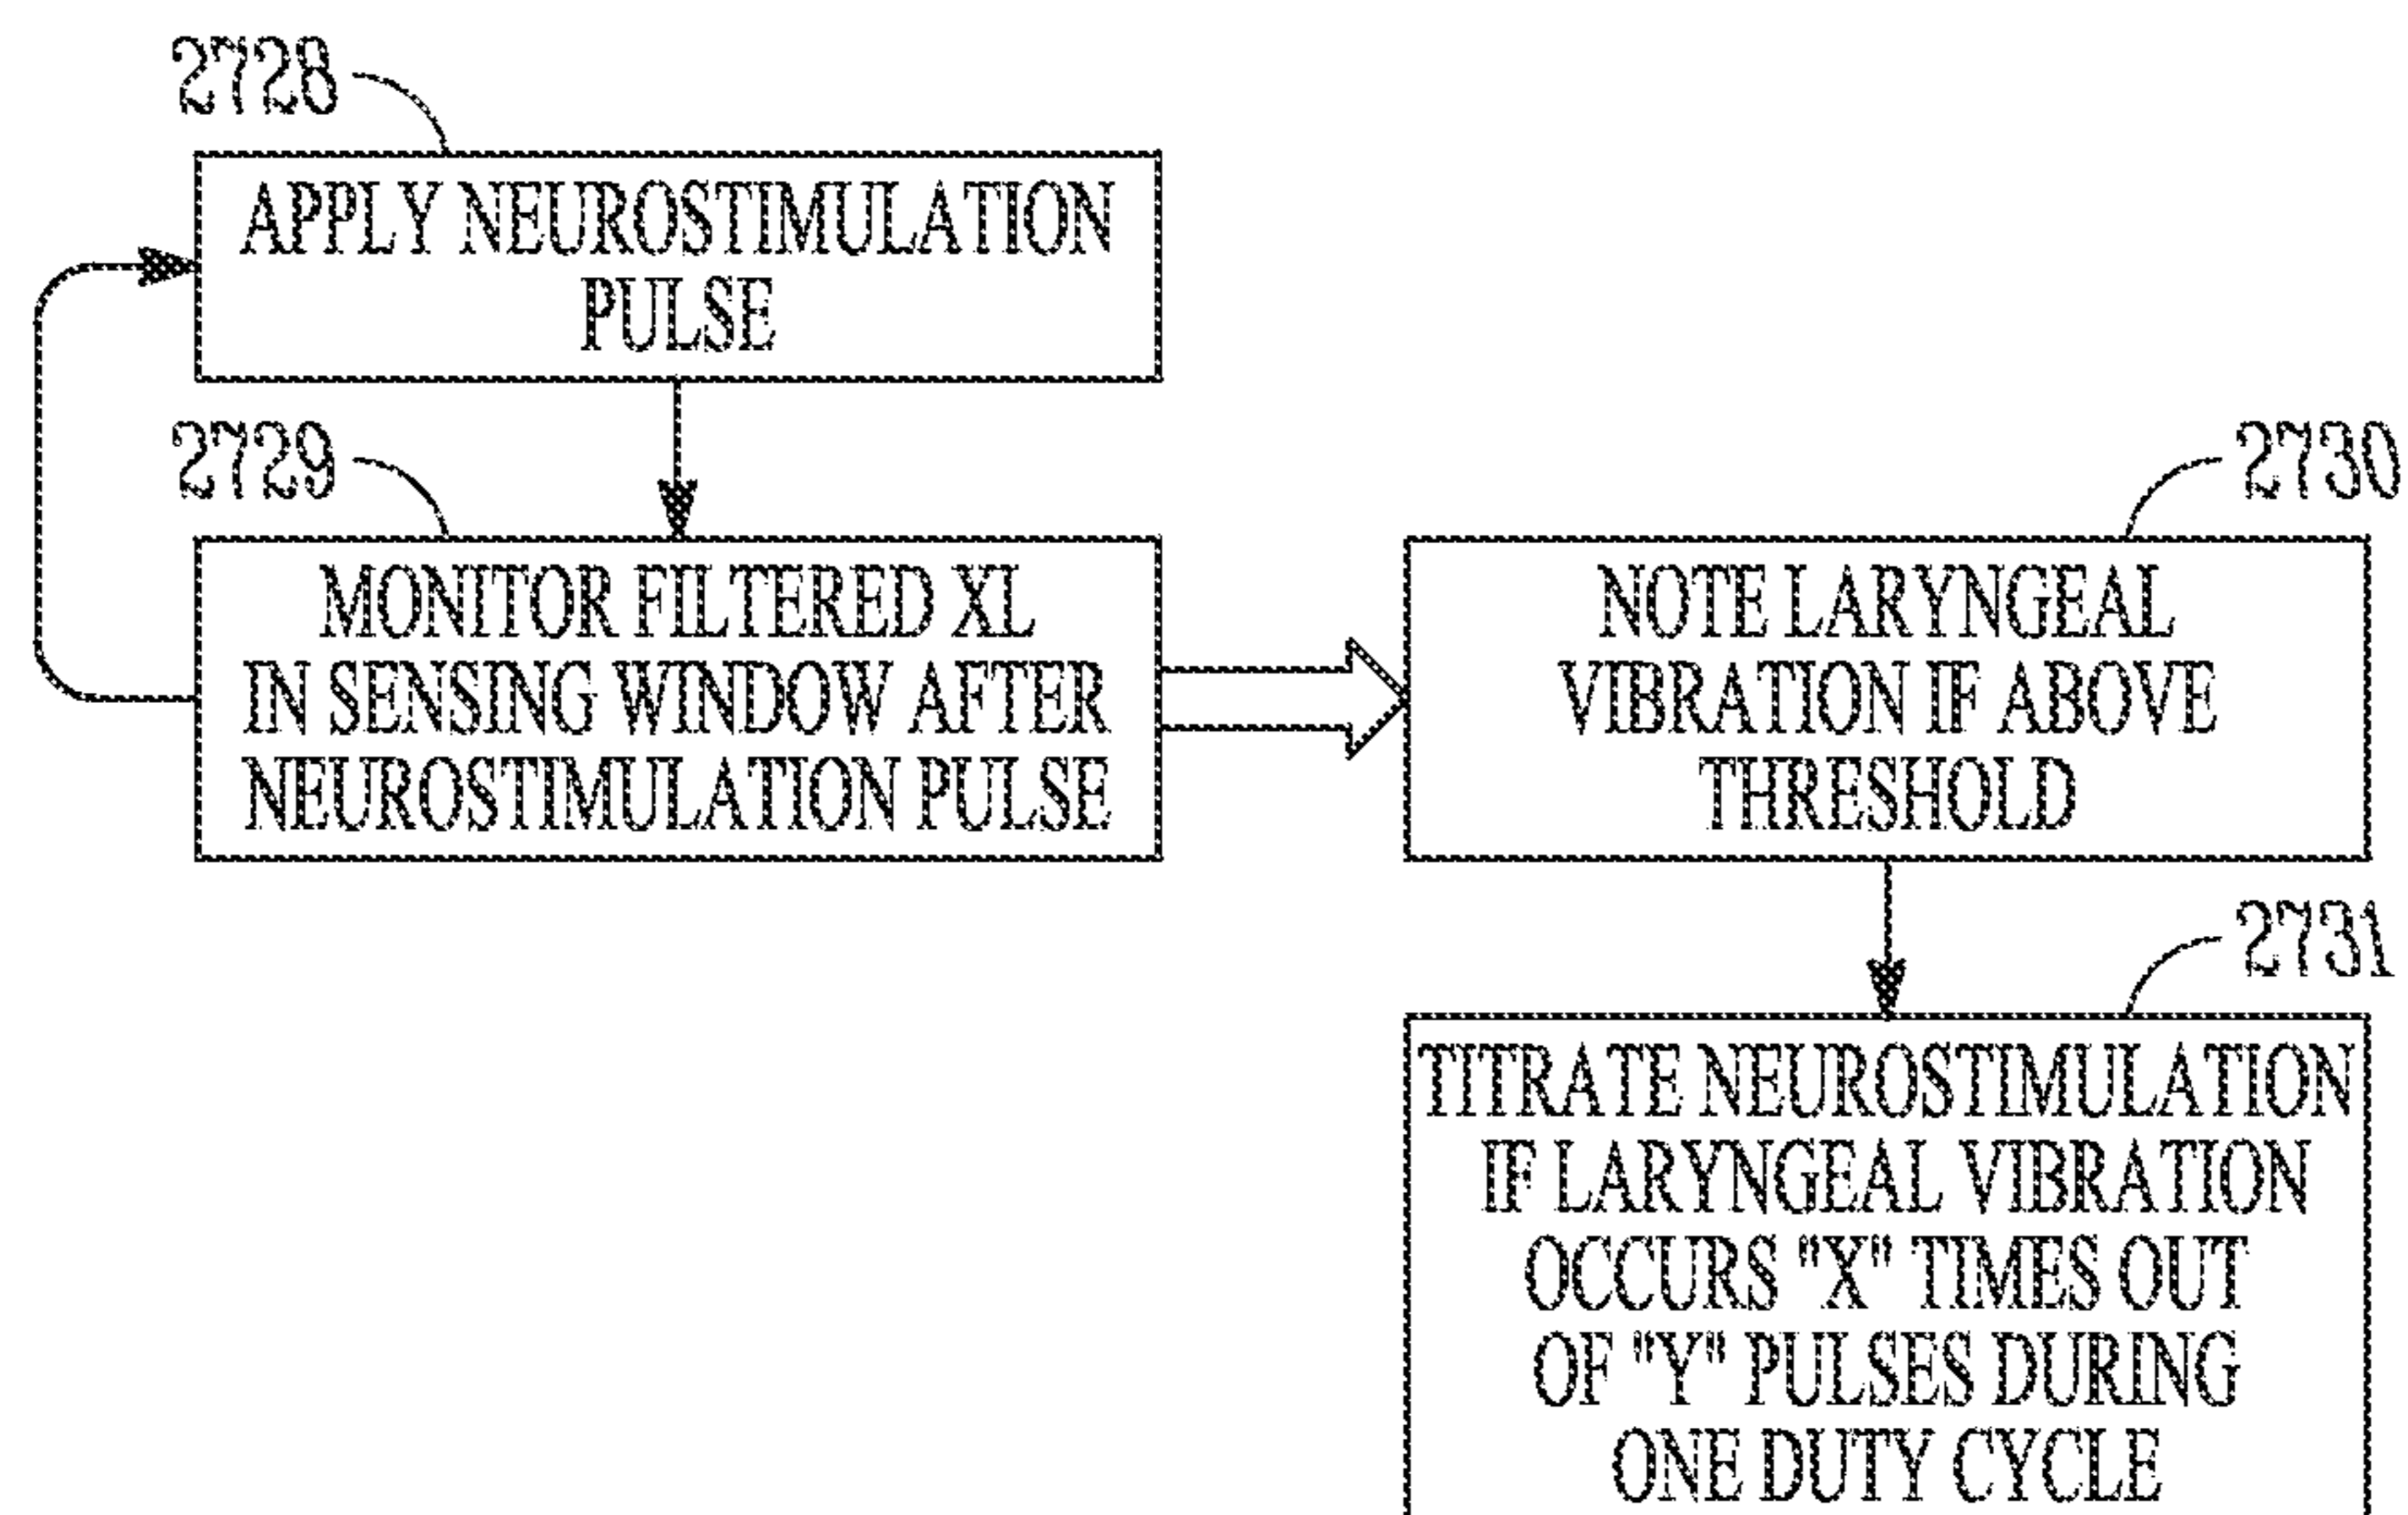 2728
APPLY NEUROSTIMULATION
PULSE
2729
MONITOR FILTERED XL
IN SENSING WINDOW AFTER
NEUROSTIMULATION PULSE
2730
NOTE LARYNGEAL
VIBRATION IF ABOVE
THRESHOLD
2731
TITRATE NEUROSTIMULATION
IF LARYNGEAL VIBRATION
OCCURS "X" TIMES OUT
OF "Y" PULSES DURING
ONE DUTY CYCLE